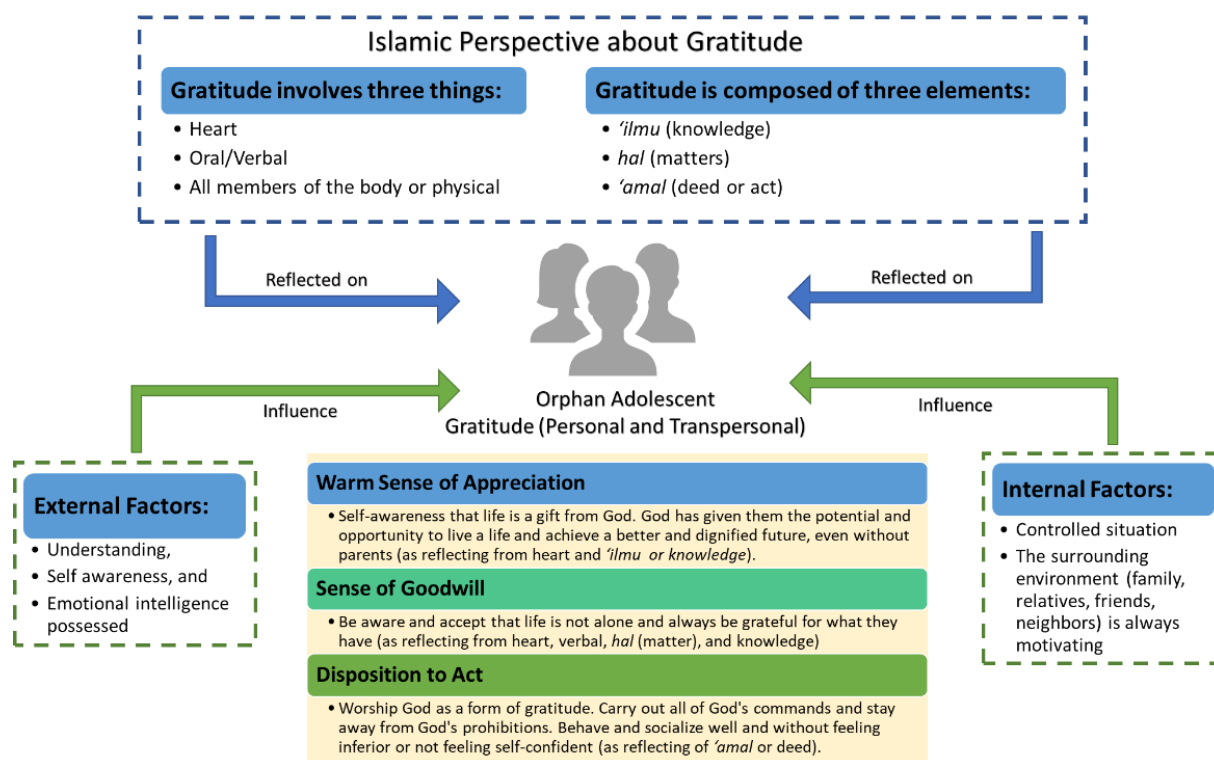 Islamic Perspective about Gratitude
Gratitude involves three things:
• Heart
• Oral/Verbal
• All members of the body or physical
Gratitude is composed of three elements:
• ‘ilmu (knowledge)
• hal (matters)
• ‘amal (deed or act)
Reflected on
Reflected on
Influence
Influence
Orphan Adolescent
Gratitude (Personal and Transpersonal)
External Factors:
• Understanding,
• Self awareness, and
• Emotional intelligence
possessed
Warm Sense of Appreciation
• Self-awareness that life is a gift from God. God has given them the potential and
opportunity to live a life and achieve a better and dignified future, even without
parents (as reflecting from heart and ‘ilmu or knowledge).
Sense of Goodwill
• Be aware and accept that life is not alone and always be grateful for what they
have (as reflecting from heart, verbal, hal (matter), and knowledge)
Disposition to Act
• Worship God as a form of gratitude. Carry out all of God's commands and stay
away from God's prohibitions. Behave and socialize well and without feeling
inferior or not feeling self-confident (as reflecting of ‘amal or deed).
Internal Factors:
• Controlled situation
• The surrounding
environment (family,
relatives, friends,
neighbors) is always
motivating